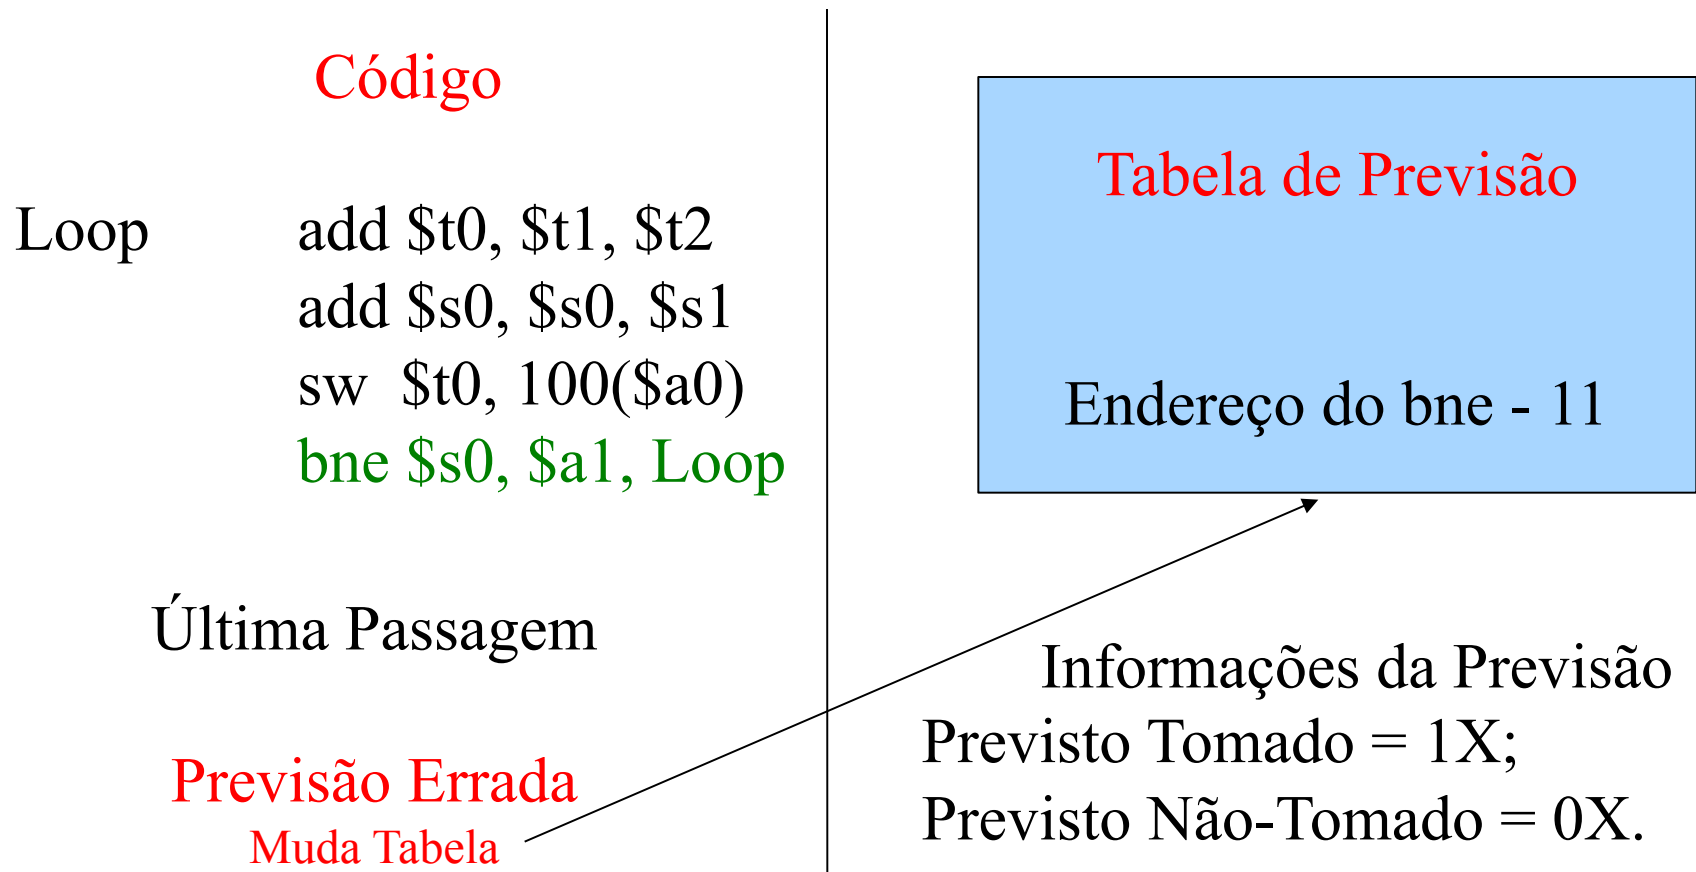 Código
Loop add $t0, $t1, $t2
add $s0, $s0, $s1
sw $t0, 100($a0)
bne $s0, $a1, Loop
Última Passagem
Previsão Errada
Muda Tabela
Tabela de Previsão
Endereço do bne - 11
Informações da Previsão
Previsto Tomado = 1X;
Previsto Não-Tomado = 0X.